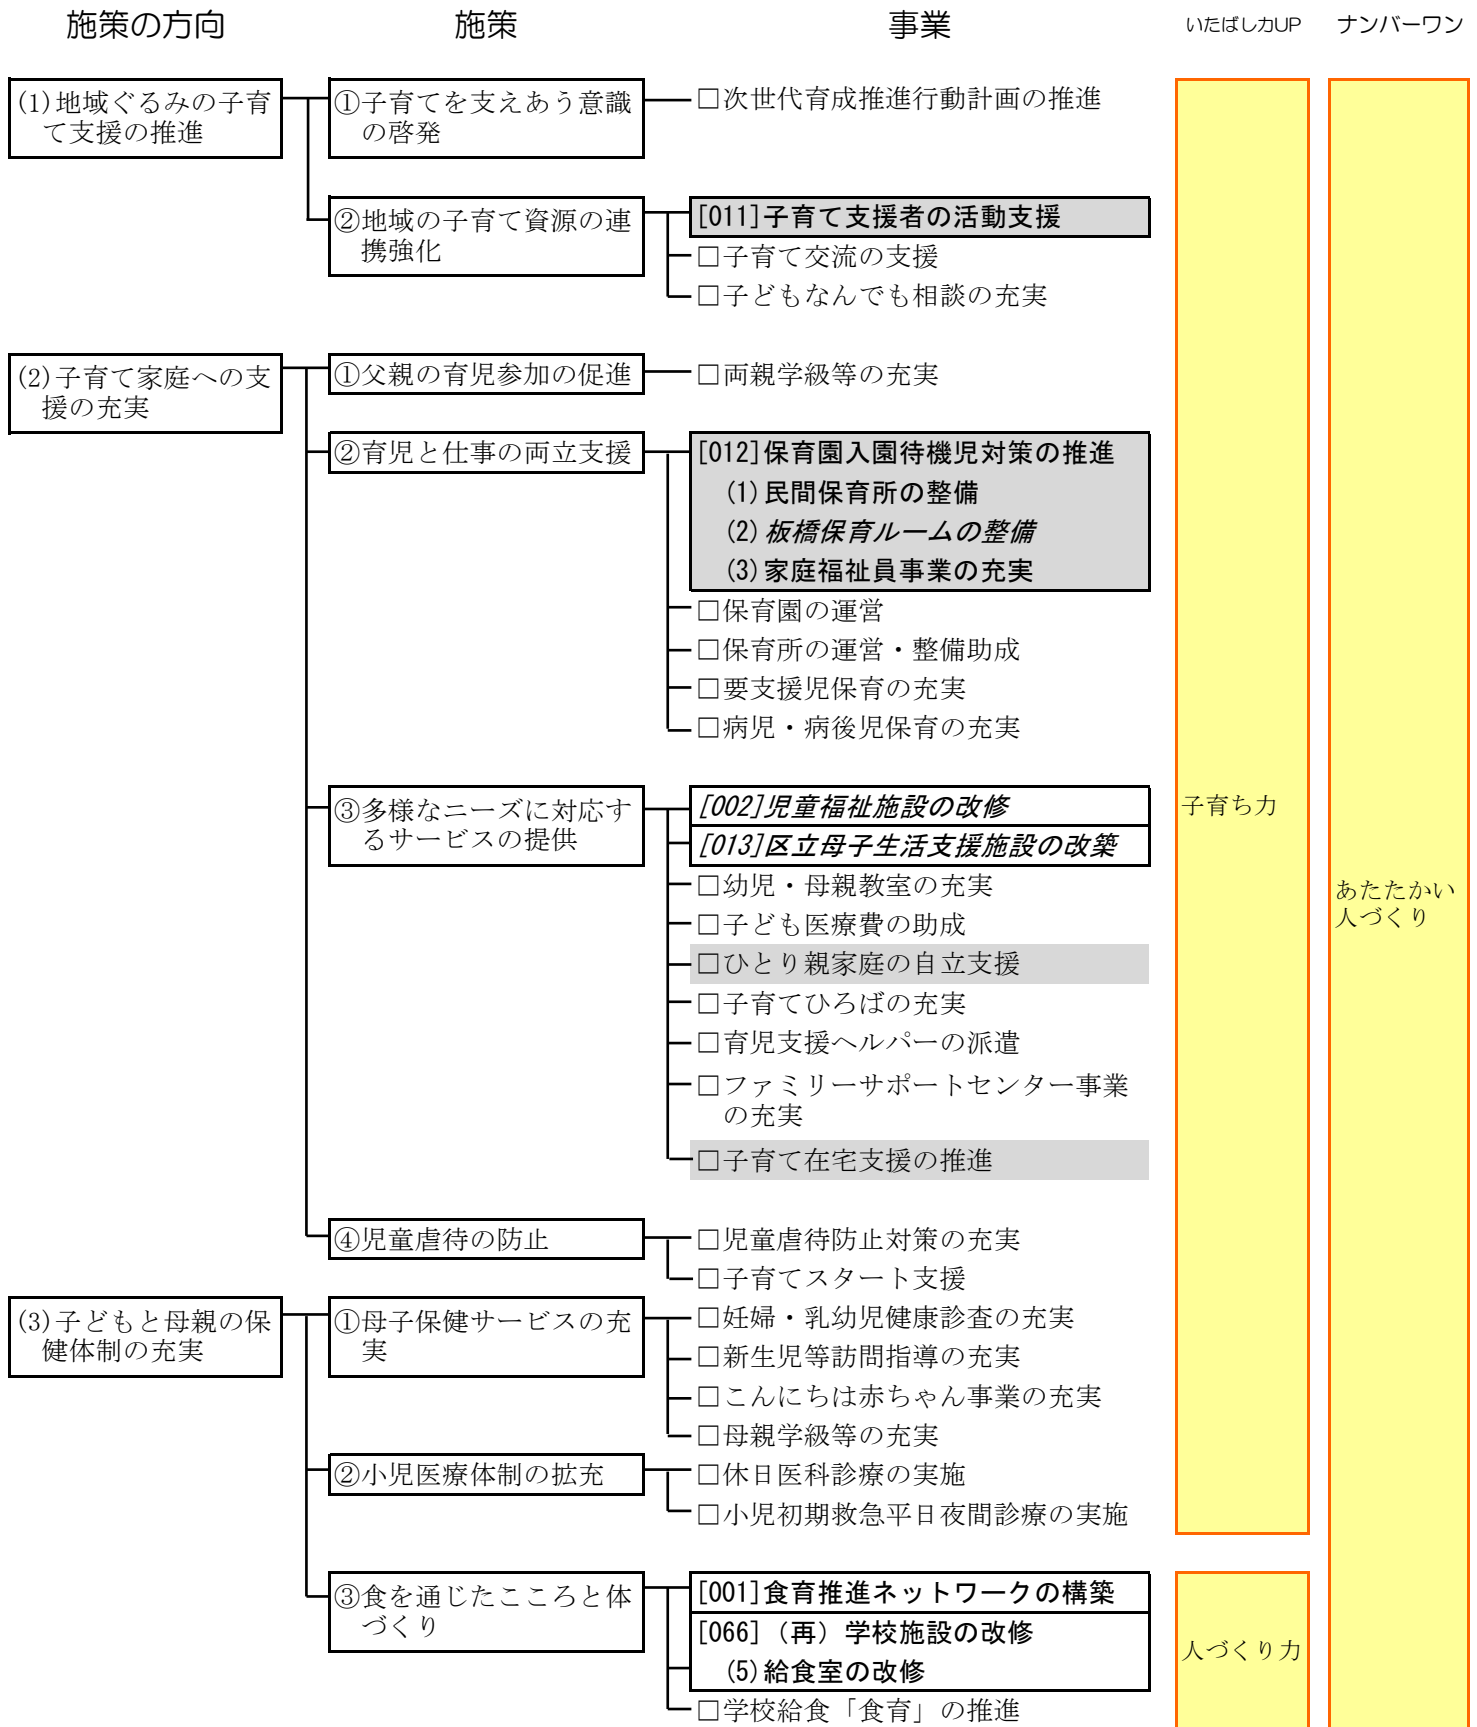 施策の方向 施策 事業 いたばし力UP ナンバーワン
(1)地域ぐるみの子育
て支援の推進
①子育てを支えあう意識
の啓発
□次世代育成推進行動計画の推進
②地域の子育て資源の連
携強化
[011]子育て支援者の活動支援
□子育て交流の支援
□子どもなんでも相談の充実
(2)子育て家庭への支
援の充実
①父親の育児参加の促進
□両親学級等の充実
②育児と仕事の両立支援
[012]保育園入園待機児対策の推進
(1)民間保育所の整備
(2)板橋保育ルームの整備
(3)家庭福祉員事業の充実
□保育園の運営
□保育所の運営・整備助成
□要支援児保育の充実
□病児・病後児保育の充実
③多様なニーズに対応す
るサービスの提供
[002]児童福祉施設の改修
[013]区立母子生活支援施設の改築
□幼児・母親教室の充実
□子ども医療費の助成
□ひとり親家庭の自立支援
□子育てひろばの充実
□育児支援ヘルパーの派遣
□ファミリーサポートセンター事業
の充実
□子育て在宅支援の推進
④児童虐待の防止
□児童虐待防止対策の充実
□子育てスタート支援
(3)子どもと母親の保
健体制の充実
①母子保健サービスの充
実
□妊婦・乳幼児健康診査の充実
□新生児等訪問指導の充実
□こんにちは赤ちゃん事業の充実
□母親学級等の充実
②小児医療体制の拡充
□休日医科診療の実施
□小児初期救急平日夜間診療の実施
③食を通じたこころと体
づくり
[001]食育推進ネットワークの構築
[066]（再）学校施設の改修
(5)給食室の改修
□学校給食「食育」の推進
子育ち力
人づくり力
あたたかい
人づくり